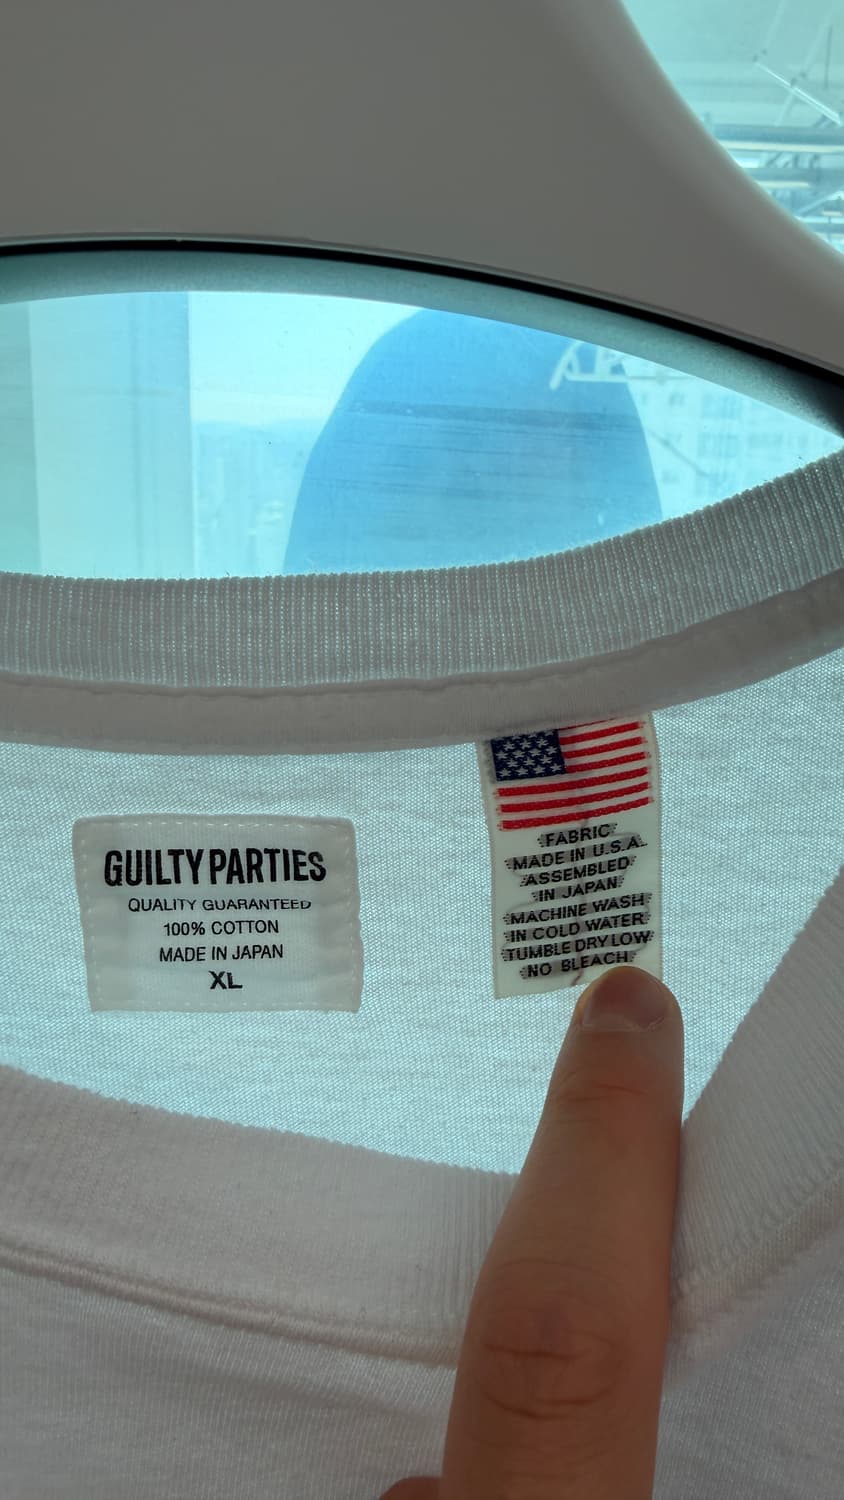 GUILTY PARTIES
QUALITY GUARANTEED
100% COTTON
MADE IN JAPAN
XL
FABRIC
MADE IN U.S.A.
ASSEMBLED
IN JAPAN
MACHINE WASH
IN COLD WATER
TUMBLE DRY LOW
NO BLEACH